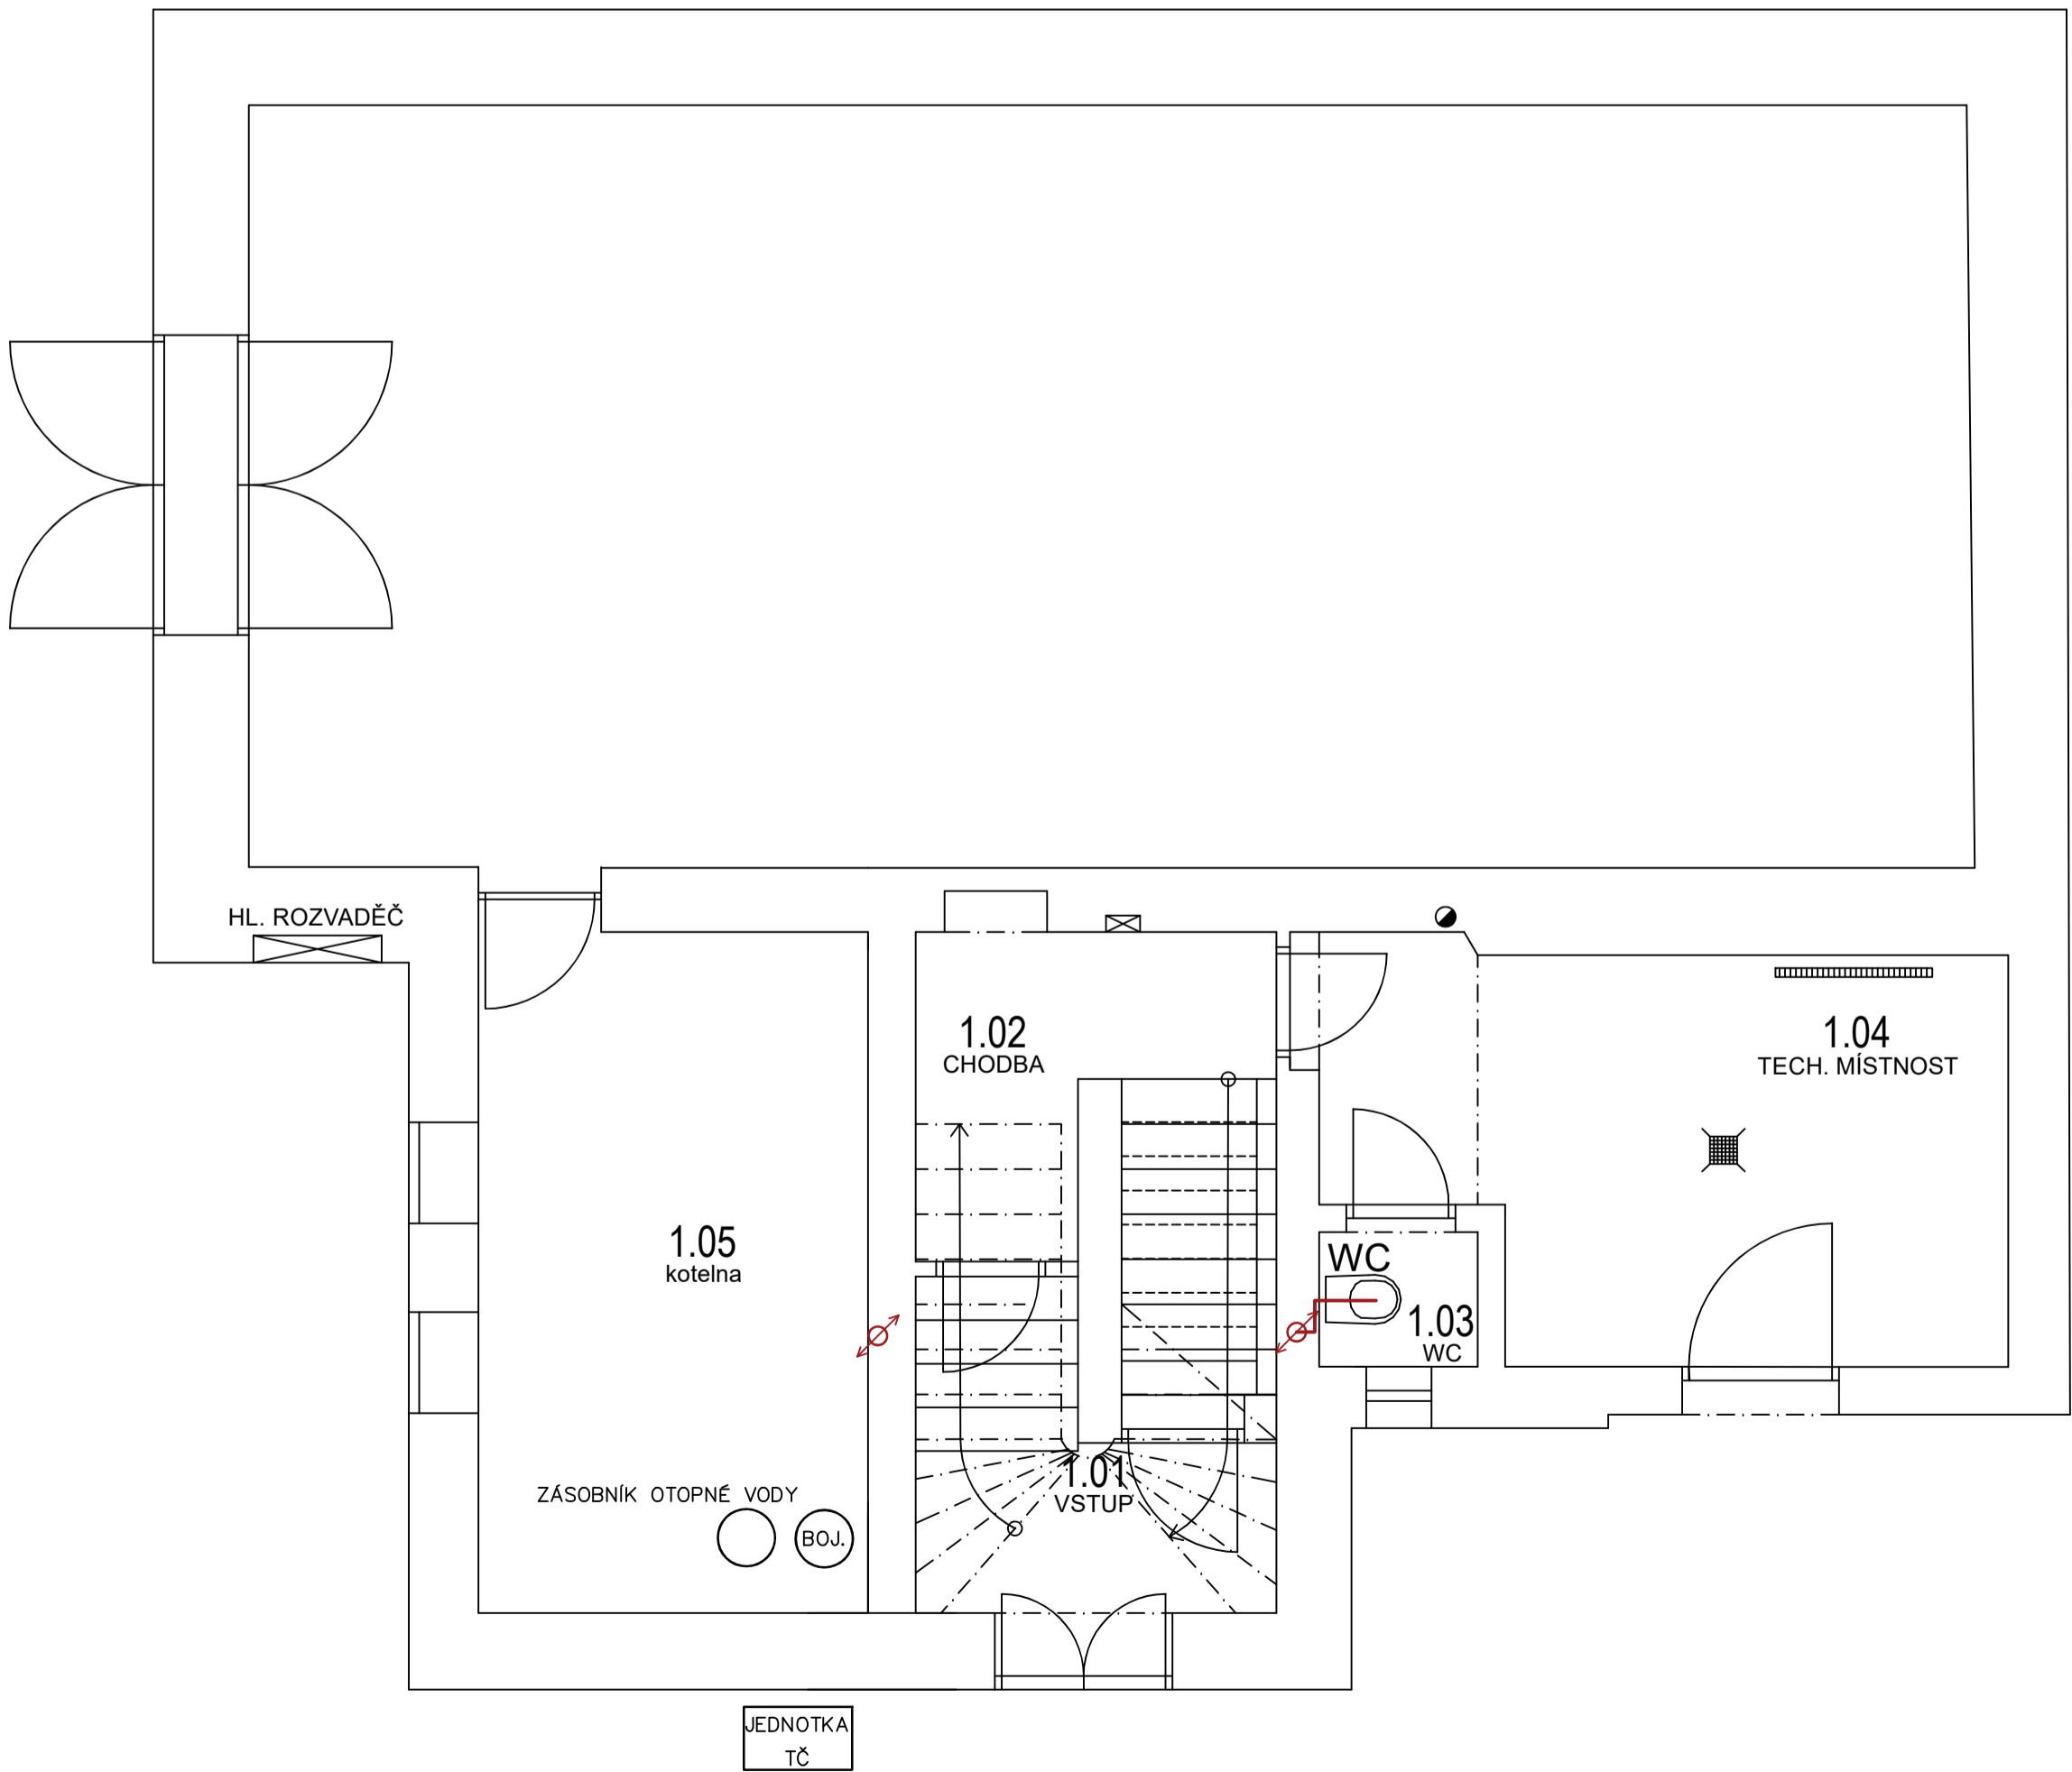 HL. ROZVADĚČ
1.02
CHODBA
1.04
TECH. MÍSTNOST
1.05
kotelna
WC
1.03
WC
1.01
VSTUP
ZÁSOBNÍK OTOPNÉ VODY
BOJ.
JEDNOTKA
TČ